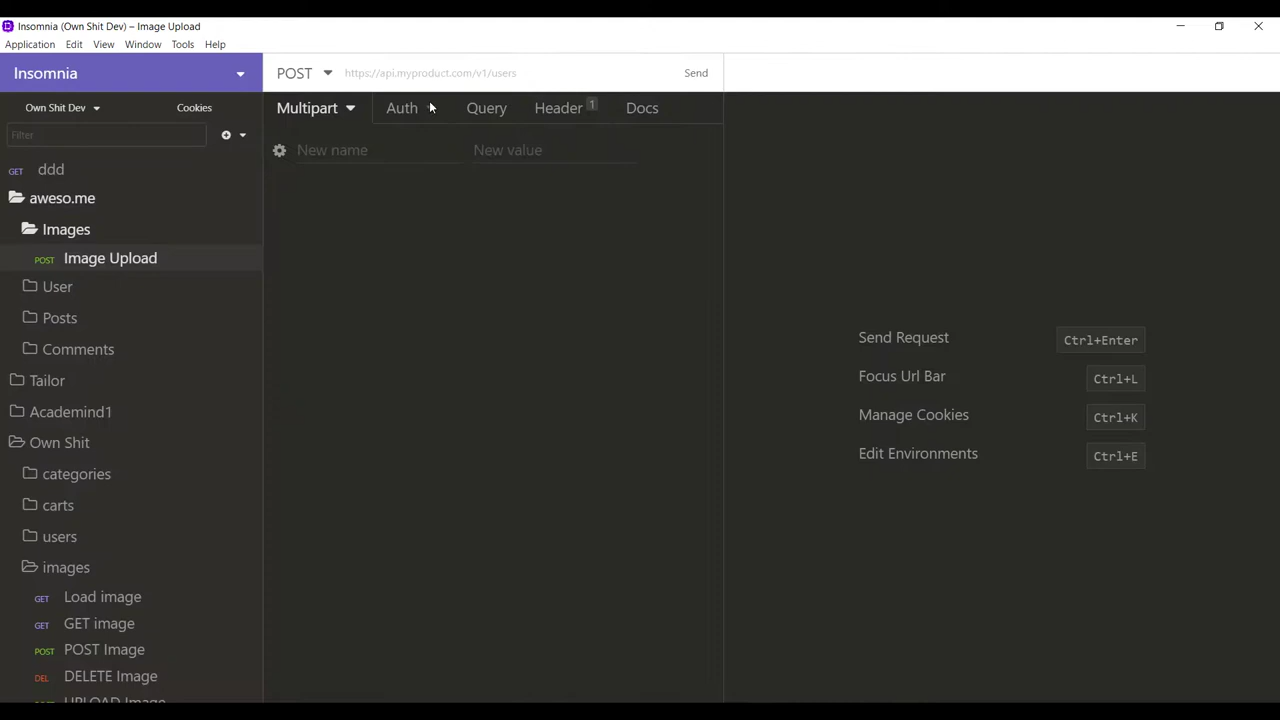 Insomnia (Own Shit Dev) – Image Upload
Application Edit View Window Tools Help
Insomnia
POST https://api.myproduct.com/v1/users Send
Own Shit Dev Cookies
Multipart Auth Query Header 1 Docs
Filter
New name New value
GET ddd
aweso.me
Images
POST Image Upload
User
Posts
Comments
Tailor
Academind1
Own Shit
categories
carts
users
images
GET Load image
GET GET image
POST POST Image
DEL DELETE Image
UPLOAD Image
Send Request Ctrl+Enter
Focus Url Bar Ctrl+L
Manage Cookies Ctrl+K
Edit Environments Ctrl+E